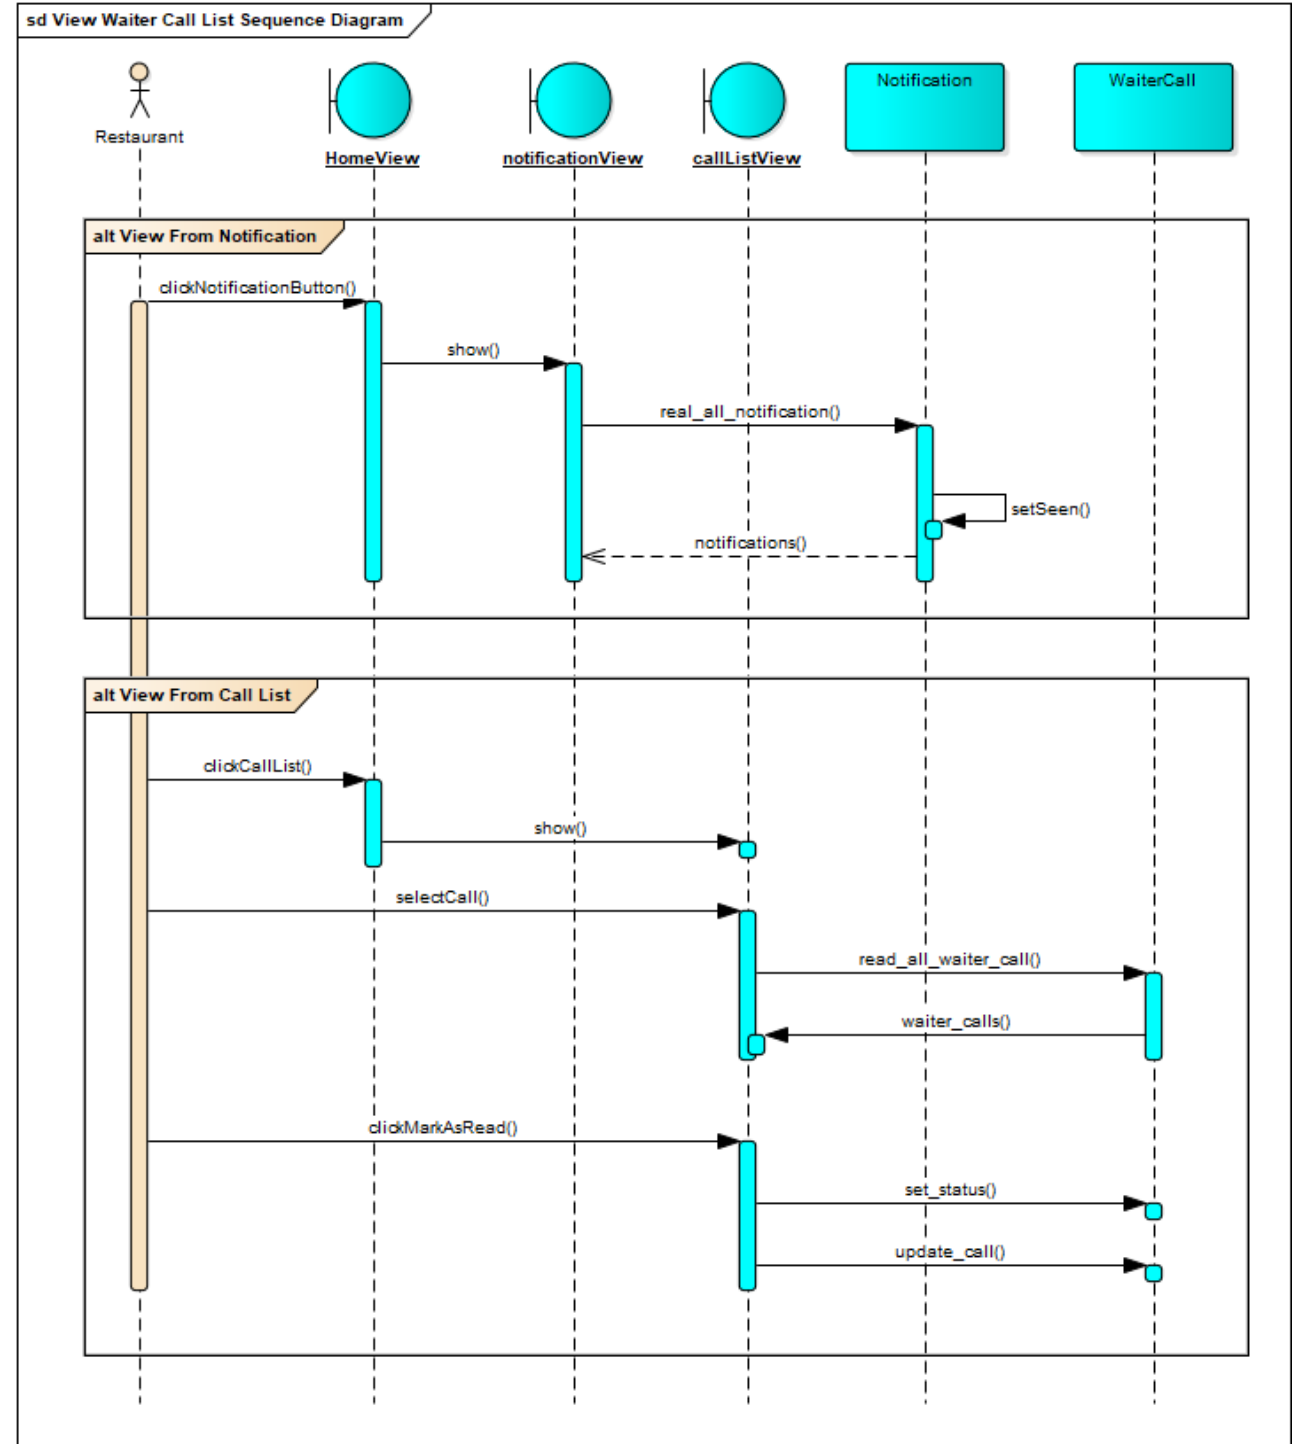 sd View Waiter Call List Sequence Diagram
Notification
WaiterCall
Restaurant
HomeView
notificationView
callListView
alt View From Notification
clickNotificationButton()
show()
real_all_notification()
setSeen()
notifications()
alt View From Call List
clickCallList()
show()
selectCall()
read_all_waiter_call()
waiter_calls()
clickMarkAsRead()
set_status()
update_call()